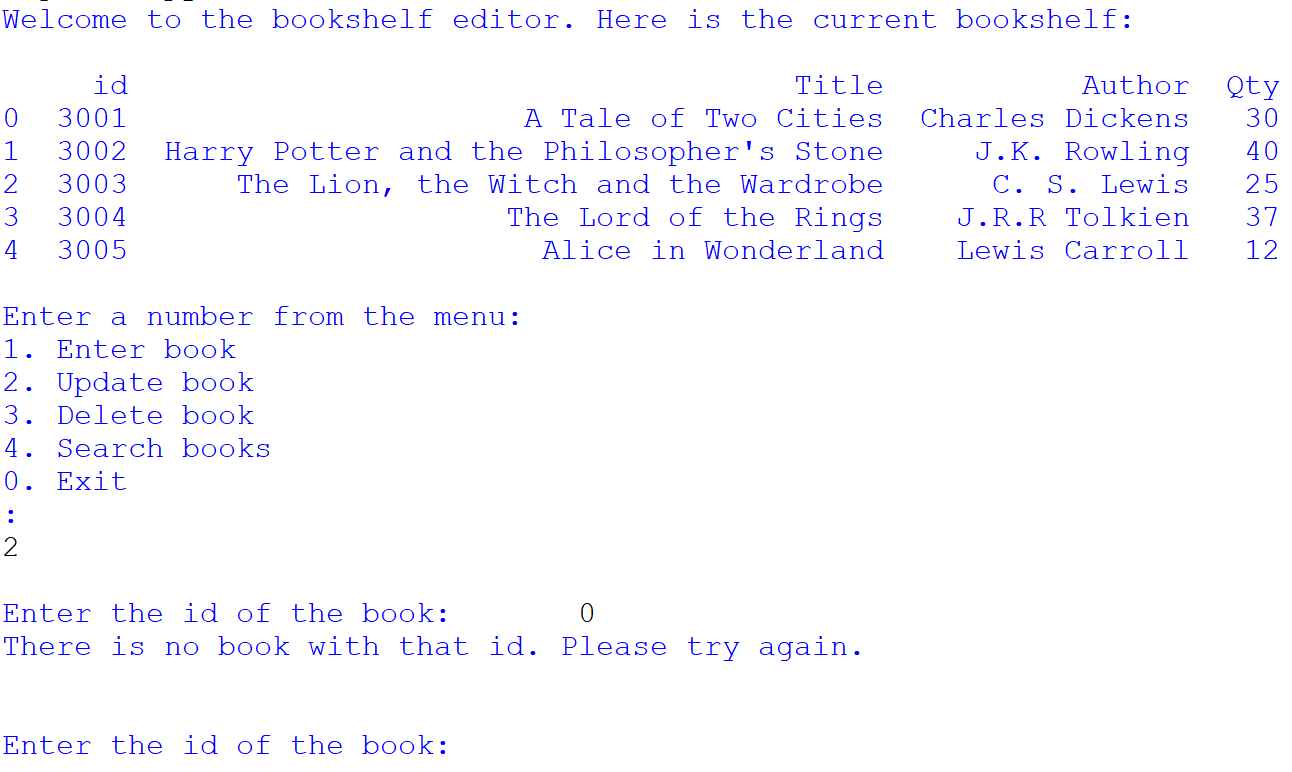 Welcome to the bookshelf editor. Here is the current bookshelf:
id Title Author Qty
0 3001 A Tale of Two Cities Charles Dickens 30
1 3002 Harry Potter and the Philosopher's Stone J.K. Rowling 40
2 3003 The Lion, the Witch and the Wardrobe C. S. Lewis 25
3 3004 The Lord of the Rings J.R.R Tolkien 37
4 3005 Alice in Wonderland Lewis Carroll 12
Enter a number from the menu:
1. Enter book
2. Update book
3. Delete book
4. Search books
0. Exit
:
2
Enter the id of the book: 0
There is no book with that id. Please try again.
Enter the id of the book: